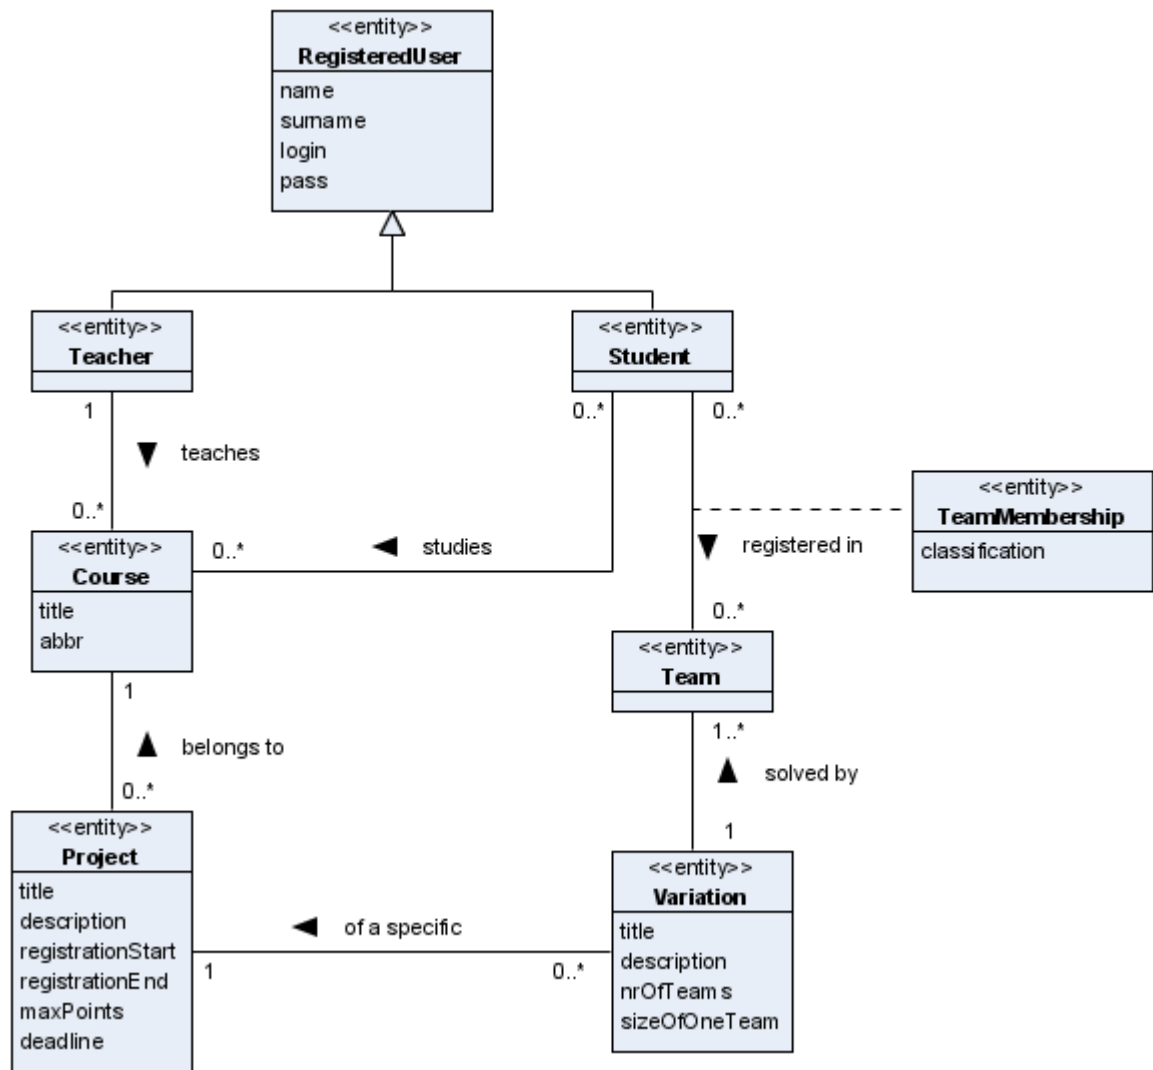 <<entity>>
RegisteredUser
name
surname
login
pass
<<entity>>
Teacher
<<entity>>
Student
1
0..*
0..*
teaches
0..*
<<entity>>
TeamMembership
classification
<<entity>>
Course
title
abbr
0..*
studies
registered in
0..*
<<entity>>
Team
1
1..*
belongs to
solved by
0..*
1
<<entity>>
Project
title
description
registrationStart
registrationEnd
maxPoints
deadline
of a specific
1
0..*
<<entity>>
Variation
title
description
nrOfTeams
sizeOfOneTeam